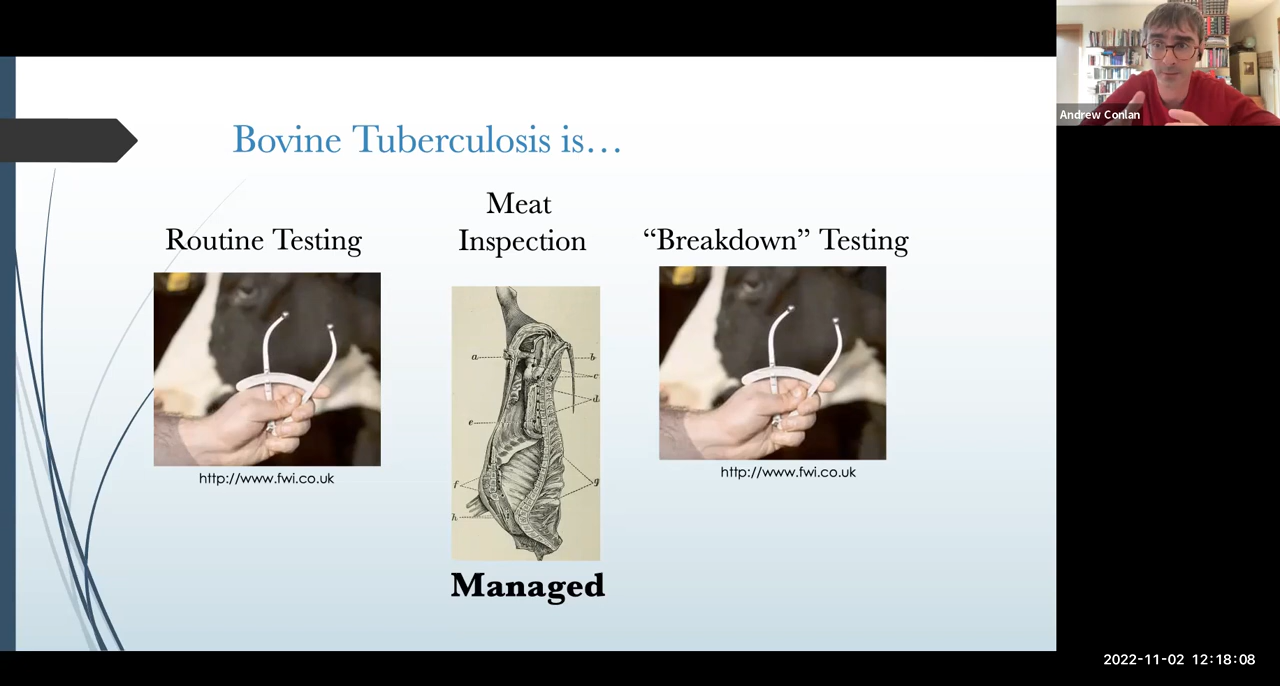 Bovine Tuberculosis is…
Routine Testing
Meat
Inspection
“Breakdown” Testing
http://www.fwi.co.uk
a
b
c
d
e
f
g
h
http://www.fwi.co.uk
Managed
Andrew Conlan
2022-11-02 12:18:08